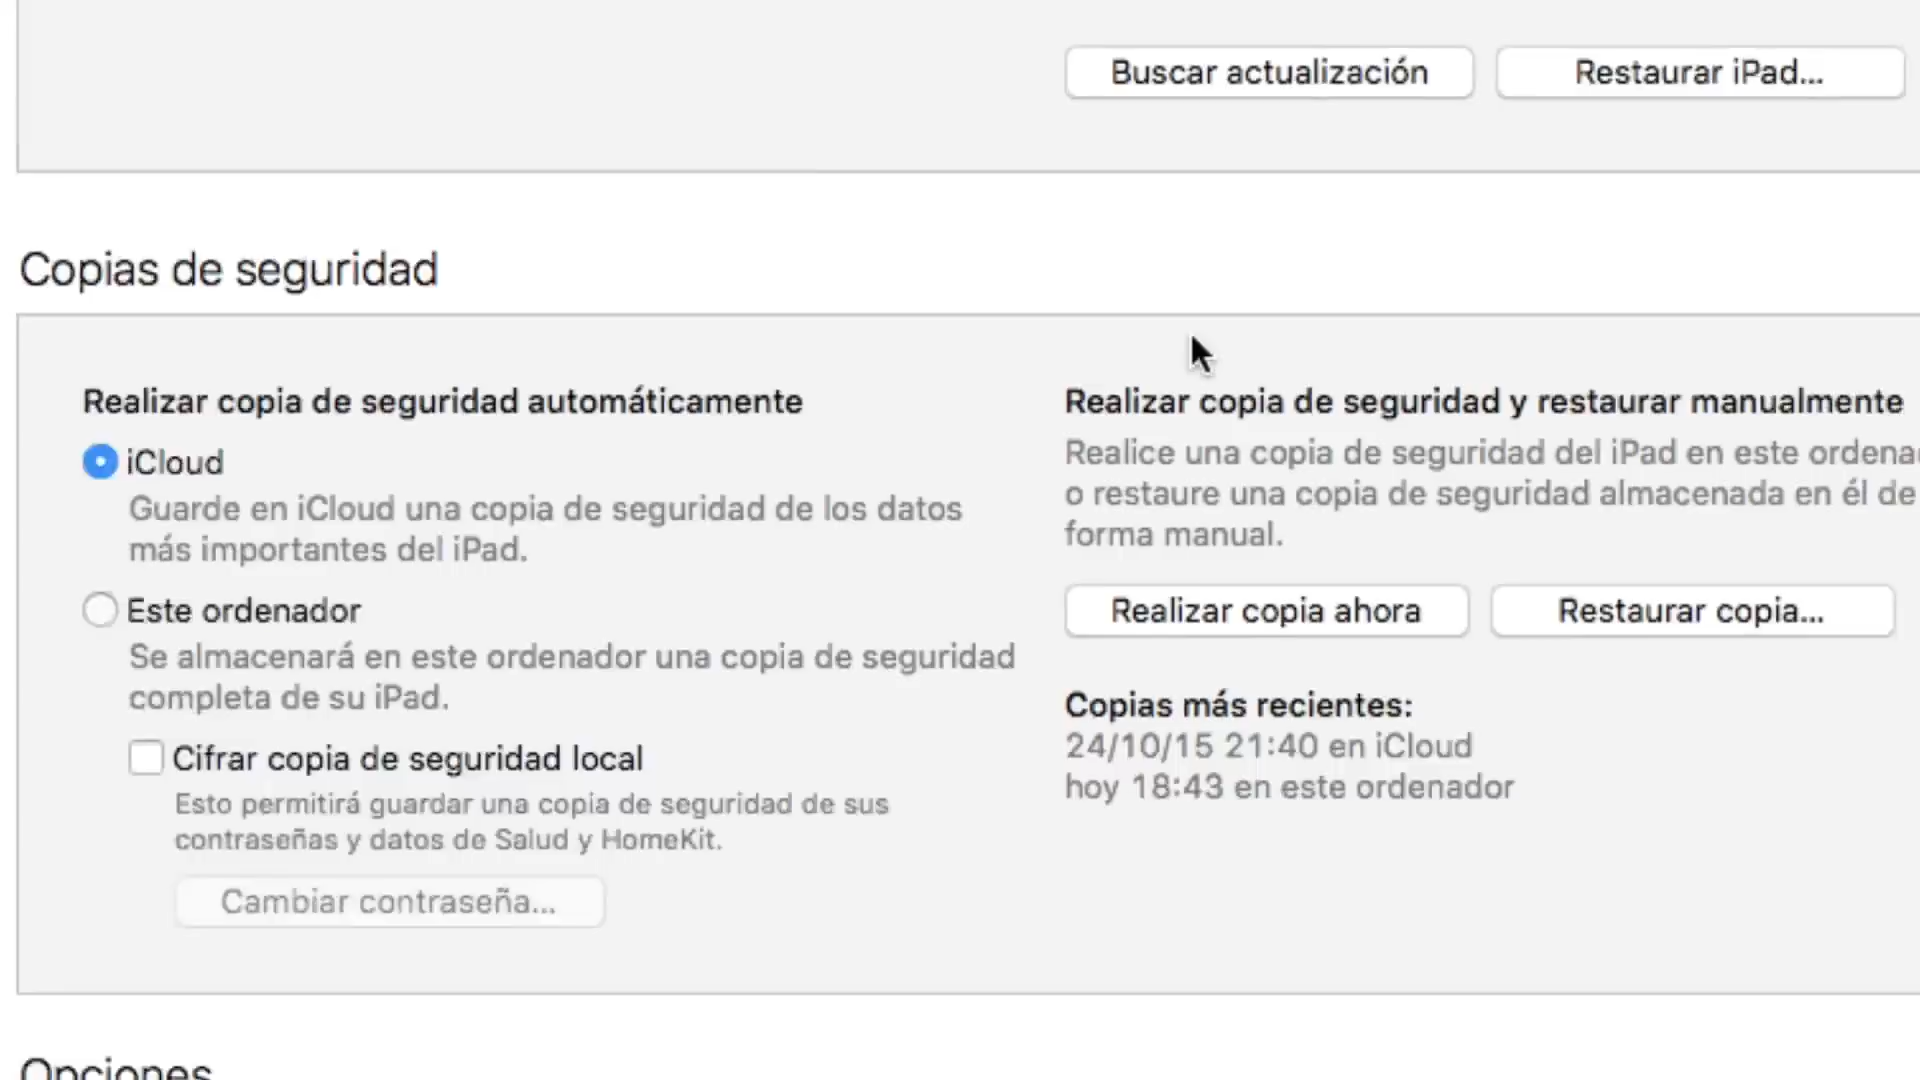 Buscar actualización
Restaurar iPad...
Copias de seguridad
Realizar copia de seguridad automáticamente
iCloud
Guarde en iCloud una copia de seguridad de los datos
más importantes del iPad.
Este ordenador
Se almacenará en este ordenador una copia de seguridad
completa de su iPad.
Cifrar copia de seguridad local
Esto permitirá guardar una copia de seguridad de sus
contraseñas y datos de Salud y HomeKit.
Cambiar contraseña...
Realizar copia de seguridad y restaurar manualmente
Realice una copia de seguridad del iPad en este
o restaure una copia de seguridad almacenada en él de
forma manual.
Realizar copia ahora
Restaurar copia...
Copias más recientes:
24/10/15 21:40 en iCloud
hoy 18:43 en este ordenador
Opciones